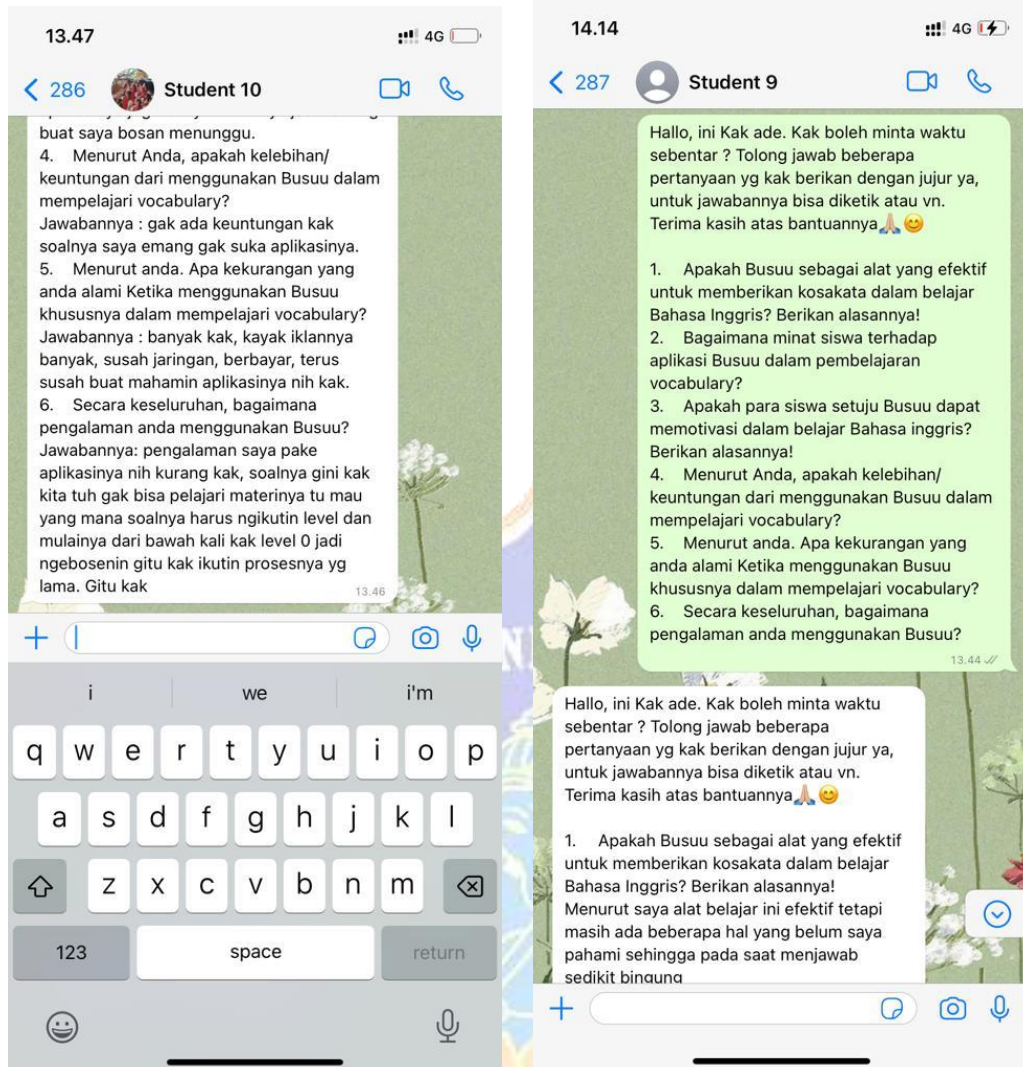 13.47
4G
286
Student 10
buat saya bosan menunggu.
4. Menurut Anda, apakah kelebihan/
keuntungan dari menggunakan Busuu dalam
mempelajari vocabulary?
Jawabannya : gak ada keuntungan kak
soalnya saya emang gak suka aplikasinya.
5. Menurut anda. Apa kekurangan yang
anda alami Ketika menggunakan Busuu
khususnya dalam mempelajari vocabulary?
Jawabannya : banyak kak, kayak iklannya
banyak, susah jaringan, berbayar, terus
susah buat mahamin aplikasinya nih kak.
6. Secara keseluruhan, bagaimana
pengalaman anda menggunakan Busuu?
Jawabannya: pengalaman saya pake
aplikasinya nih kurang kak, soalnya gini kak
kita tuh gak bisa pelajari materinya tu mau
yang mana soalnya harus ngikutin level dan
mulainya dari bawah kali kak level 0 jadi
ngebosenin gitu kak ikutin prosesnya yg
lama. Gitu kak
13.46
i we i'm
q w e r t y u i o p
a s d f g h j k l
z x c v b n m
123 space return
14.14
4G
287
Student 9
Hallo, ini Kak ade. Kak boleh minta waktu
sebentar ? Tolong jawab beberapa
pertanyaan yg kak berikan dengan jujur ya,
untuk jawabannya bisa diketik atau vn.
Terima kasih atas bantuannya🙏🏼😊
1. Apakah Busuu sebagai alat yang efektif
untuk memberikan kosakata dalam belajar
Bahasa Inggris? Berikan alasannya!
2. Bagaimana minat siswa terhadap
aplikasi Busuu dalam pembelajaran
vocabulary?
3. Apakah para siswa setuju Busuu dapat
memotivasi dalam belajar Bahasa inggris?
Berikan alasannya!
4. Menurut Anda, apakah kelebihan/
keuntungan dari menggunakan Busuu dalam
mempelajari vocabulary?
5. Menurut anda. Apa kekurangan yang
anda alami Ketika menggunakan Busuu
khususnya dalam mempelajari vocabulary?
6. Secara keseluruhan, bagaimana
pengalaman anda menggunakan Busuu?
13.44
Hallo, ini Kak ade. Kak boleh minta waktu
sebentar ? Tolong jawab beberapa
pertanyaan yg kak berikan dengan jujur ya,
untuk jawabannya bisa diketik atau vn.
Terima kasih atas bantuannya🙏🏼😊
1. Apakah Busuu sebagai alat yang efektif
untuk memberikan kosakata dalam belajar
Bahasa Inggris? Berikan alasannya!
Menurut saya alat belajar ini efektif tetapi
masih ada beberapa hal yang belum saya
pahami sehingga pada saat menjawab
sedikit bingung